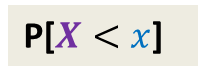 P[X < x]